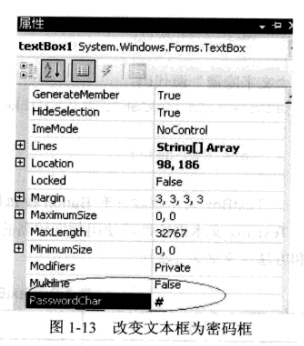 属性
textBox1 System.Windows.Forms.TextBox
GenerateMember True
HideSelection True
ImeMode NoControl
Lines String[] Array
Location 98, 186
Locked False
Margin 3, 3, 3, 3
MaximumSize 0, 0
MaxLength 32767
MinimumSize 0, 0
Modifiers Private
Multiline False
PasswordChar #
图 1-13 改变文本框为密码框